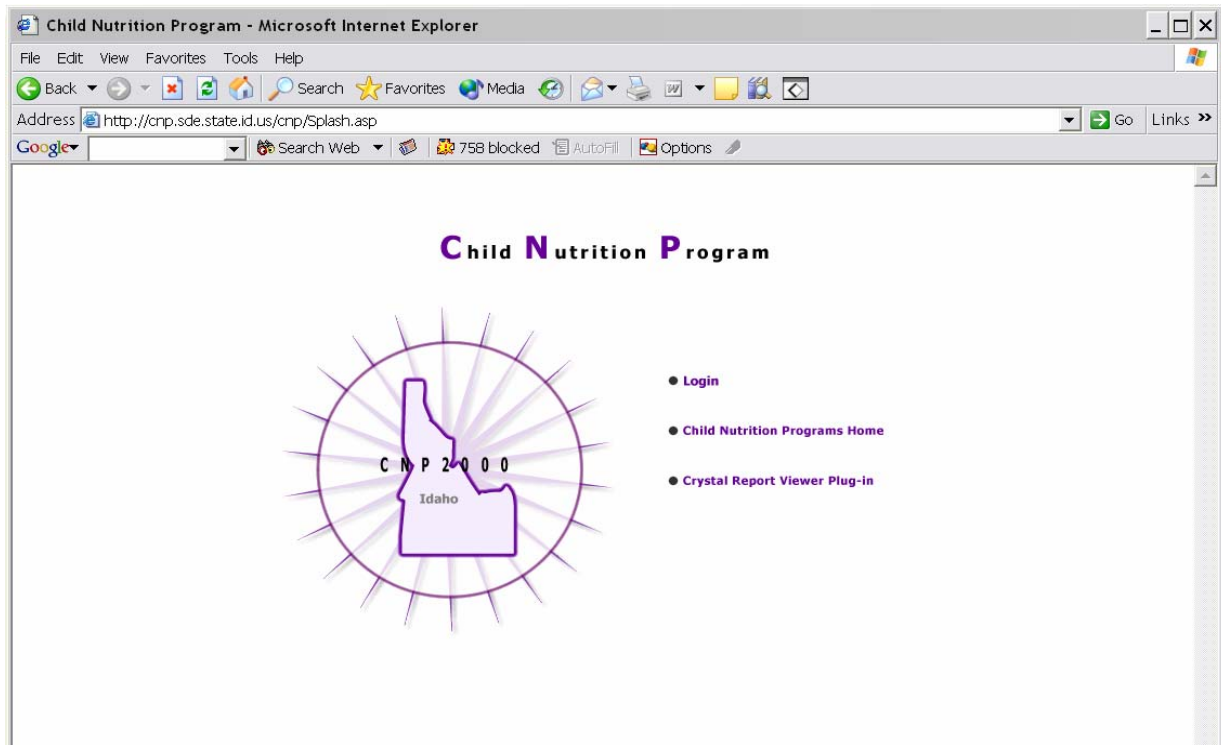 Child Nutrition Program - Microsoft Internet Explorer
File Edit View Favorites Tools Help
Back Search Favorites Media
Address http://cnp.sde.state.id.us/cnp/Splash.asp Go Links »
Google Search Web 758 blocked AutoFill Options
Child Nutrition Program
Login
Child Nutrition Programs Home
CNP2000
Crystal Report Viewer Plug-in
Idaho